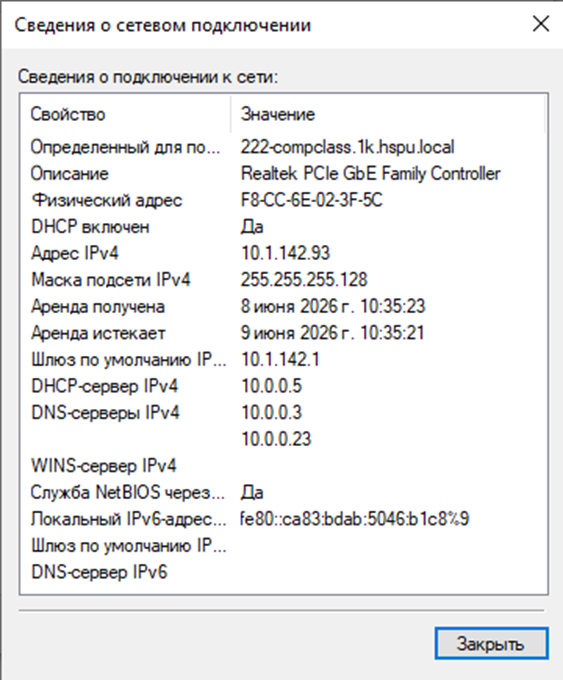 Сведения о сетевом подключении
Сведения о подключении к сети:
Свойство Значение
Определенный для по... 222-compclass.1k.hspu.local
Описание Realtek PCIe GbE Family Controller
Физический адрес F8-CC-6E-02-3F-5C
DHCP включен Да
Адрес IPv4 10.1.142.93
Маска подсети IPv4 255.255.255.128
Аренда получена 8 июня 2026 г. 10:35:23
Аренда истекает 9 июня 2026 г. 10:35:21
Шлюз по умолчанию IP... 10.1.142.1
DHCP-сервер IPv4 10.0.0.5
DNS-серверы IPv4 10.0.0.3
10.0.0.23
WINS-сервер IPv4
Служба NetBIOS через... Да
Локальный IPv6-адрес... fe80::ca83:bdab:5046:b1c8%9
Шлюз по умолчанию IP...
DNS-сервер IPv6
Закрыть